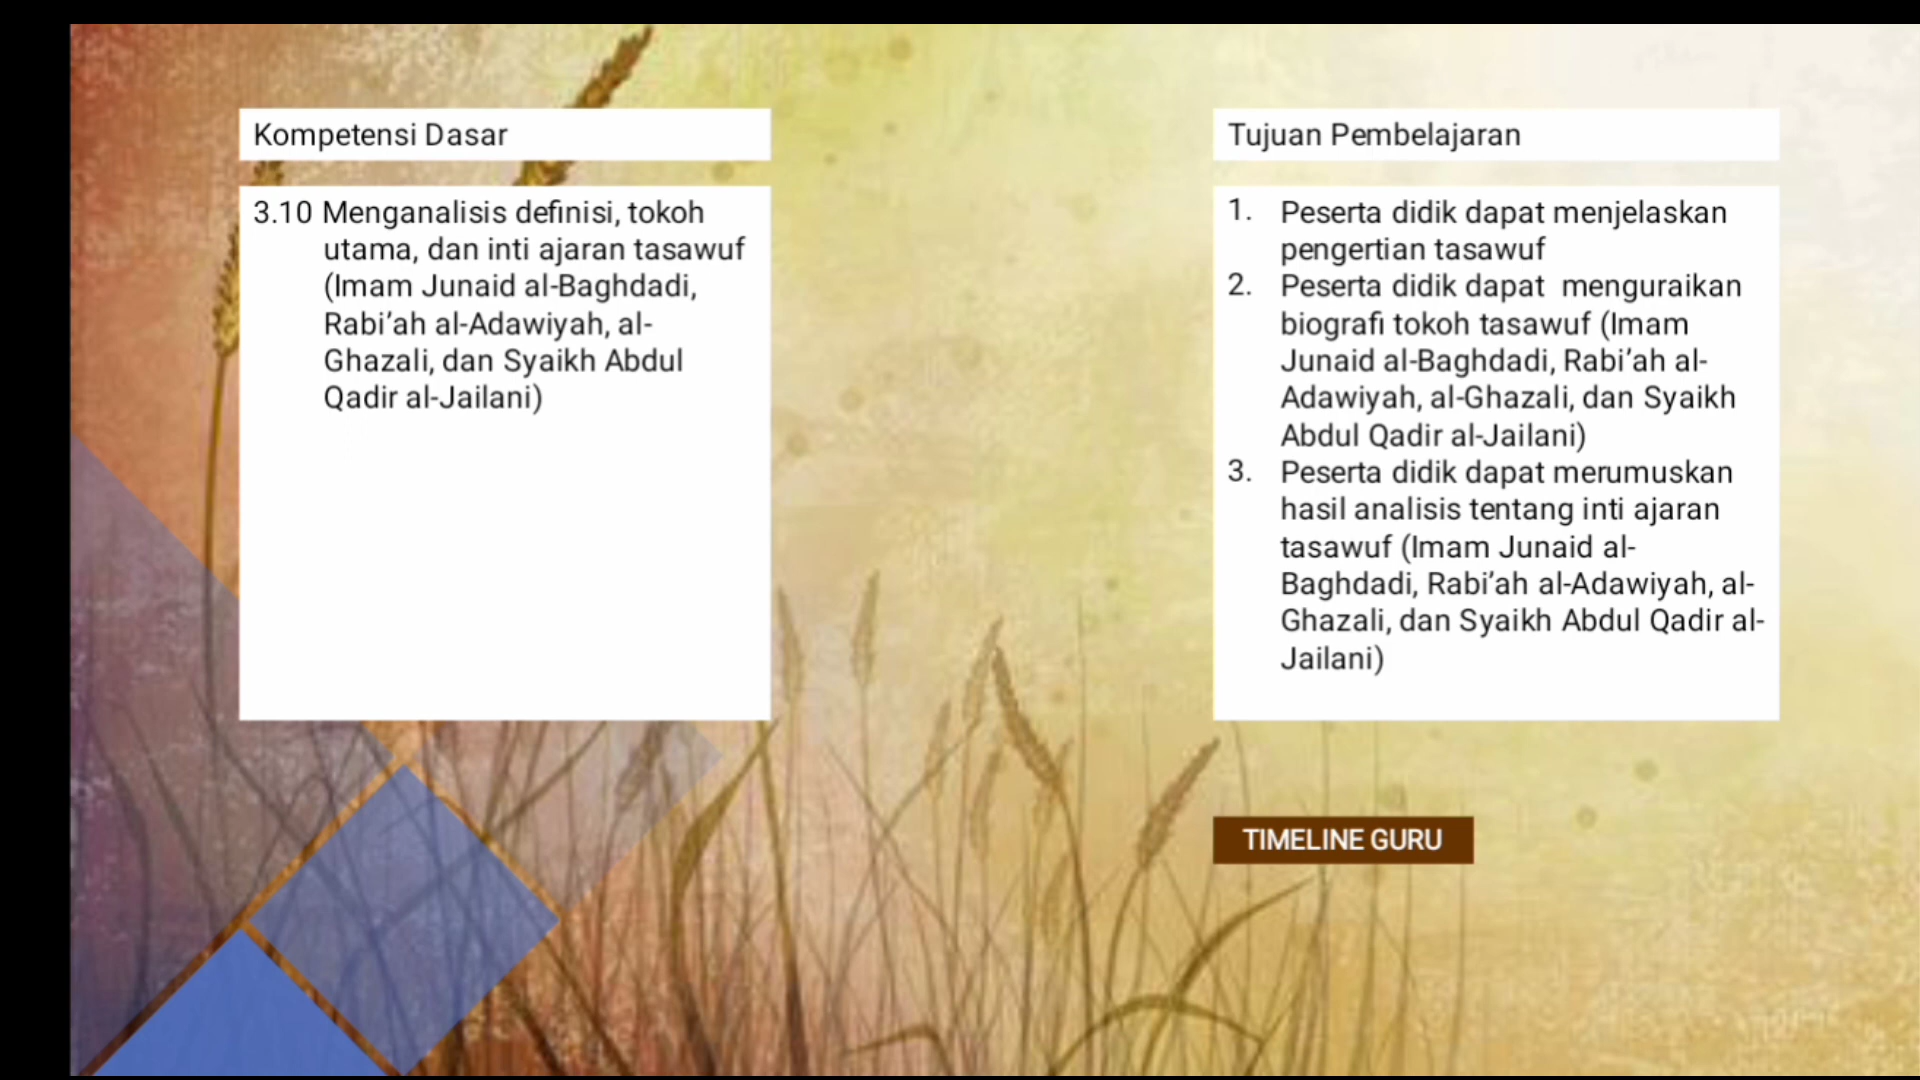 Kompetensi Dasar
3.10 Menganalisis definisi, tokoh
utama, dan inti ajaran tasawuf
(Imam Junaid al-Baghdadi,
Rabi’ah al-Adawiyah, al-
Ghazali, dan Syaikh Abdul
Qadir al-Jailani)
Tujuan Pembelajaran
1. Peserta didik dapat menjelaskan
pengertian tasawuf
2. Peserta didik dapat  menguraikan
biografi tokoh tasawuf (Imam
Junaid al-Baghdadi, Rabi’ah al-
Adawiyah, al-Ghazali, dan Syaikh
Abdul Qadir al-Jailani)
3. Peserta didik dapat merumuskan
hasil analisis tentang inti ajaran
tasawuf (Imam Junaid al-
Baghdadi, Rabi’ah al-Adawiyah, al-
Ghazali, dan Syaikh Abdul Qadir al-
Jailani)
TIMELINE GURU